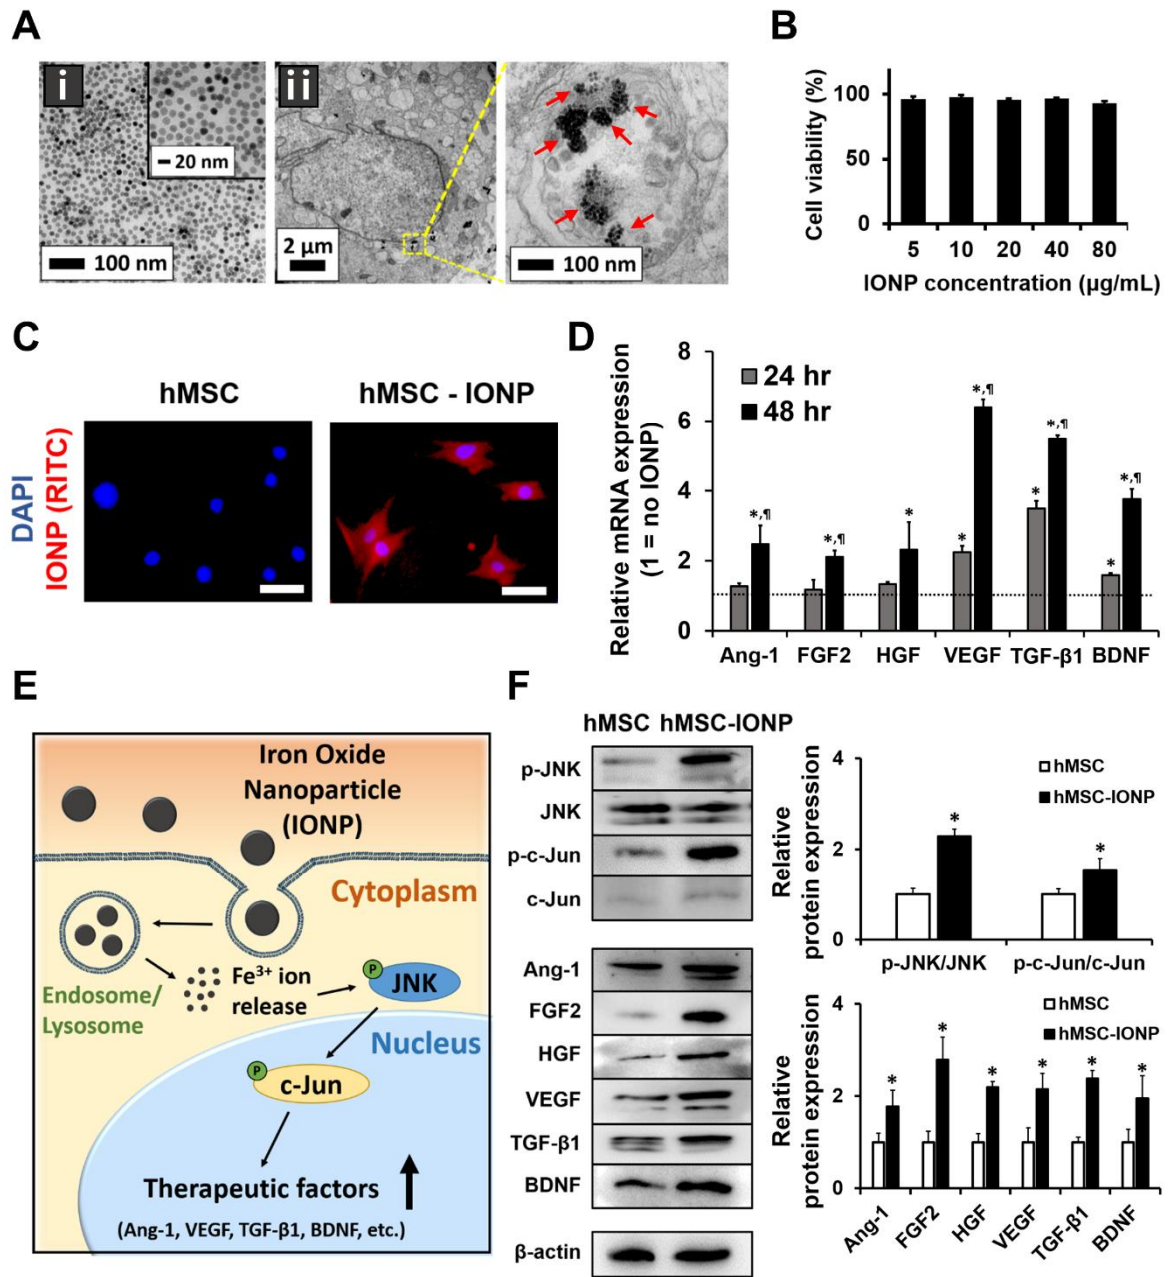 A
i
20 nm
100 nm
ii
2 µm
100 nm
B
Cell viability (%)
100
50
0
5 10 20 40 80
IONP concentration (µg/mL)
C
hMSC hMSC - IONP
DAPI
IONP (RITC)
D
Relative mRNA expression
(1 = no IONP)
8
6
4
2
0
24 hr
48 hr
*,¶
*,¶
*
*
*,¶
*
*,¶
*
*,¶
Ang-1 FGF2 HGF VEGF TGF-β1 BDNF
E
Iron Oxide
Nanoparticle
(IONP)
Cytoplasm
Endosome/
Lysosome
Fe³⁺ ion
release
P
JNK
Nucleus
P
c-Jun
Therapeutic factors
(Ang-1, VEGF, TGF-β1, BDNF, etc.)
F
hMSC hMSC-IONP
p-JNK
JNK
p-c-Jun
c-Jun
Ang-1
FGF2
HGF
VEGF
TGF-β1
BDNF
β-actin
Relative
protein expression
4
2
0
hMSC
hMSC-IONP
*
*
p-JNK/JNK p-c-Jun/c-Jun
Relative
protein expression
4
2
0
hMSC
hMSC-IONP
*
*
*
*
*
*
Ang-1 FGF2 HGF VEGF TGF-β1 BDNF